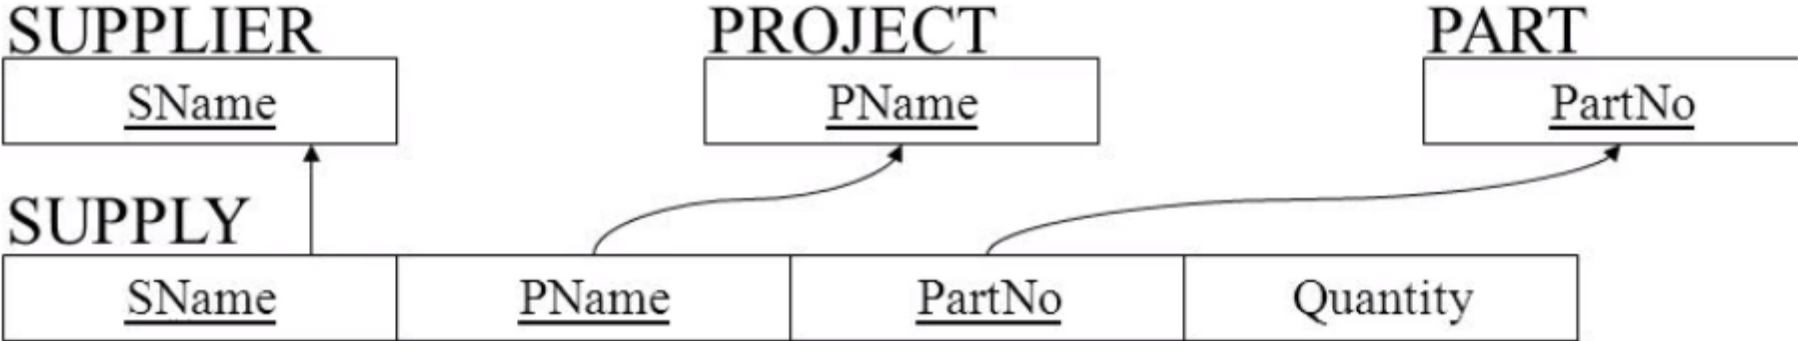 SUPPLIER PROJECT PART
SName PName PartNo
SUPPLY
SName PName PartNo Quantity